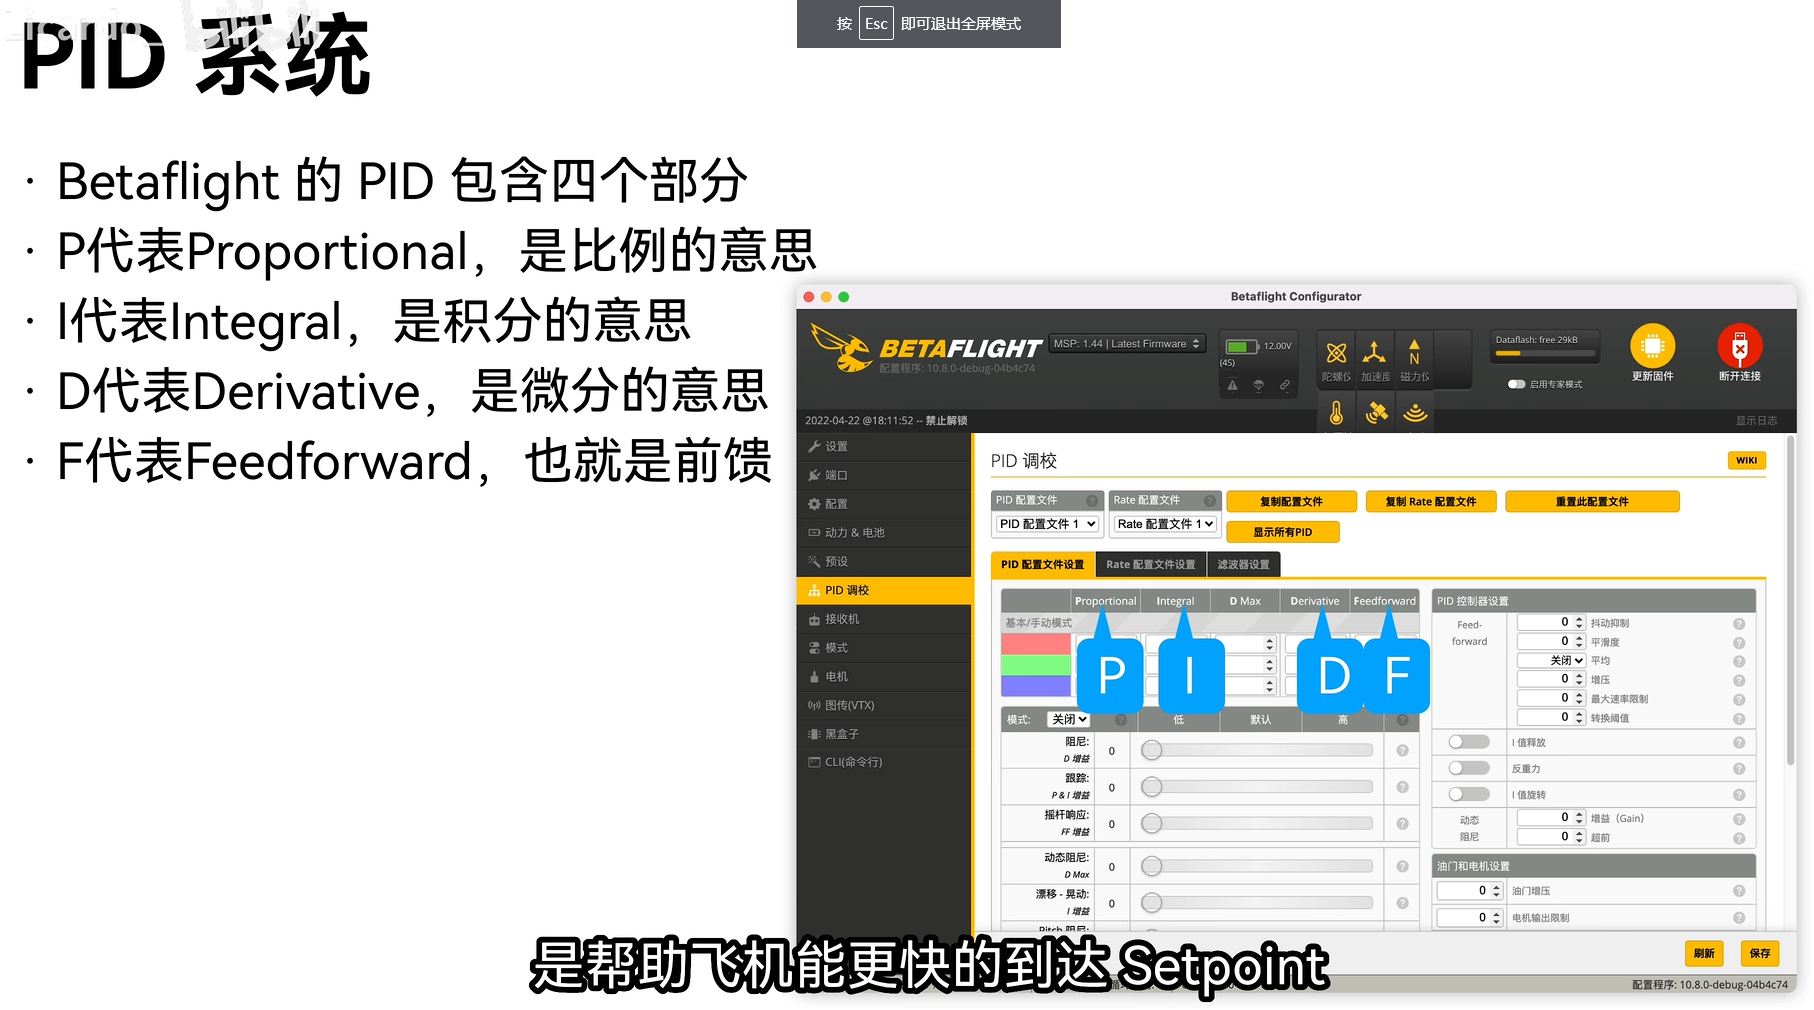 按 Esc 即可退出全屏模式
PID 系统
· Betaflight 的 PID 包含四个部分
· P代表Proportional，是比例的意思
· I代表Integral，是积分的意思
· D代表Derivative，是微分的意思
· F代表Feedforward，也就是前馈
Betaflight Configurator
BETAFLIGHT
配置程序: 10.8.0-debug-04b4c74
MSP: 1.44 | Latest Firmware
12.00V
(4S)
陀螺仪 加速度 磁力仪
Dataflash: free 29kB
启用专家模式
更新固件
断开连接
2022-04-22 @18:11:52 -- 禁止解锁
显示日志
设置
端口
配置
动力 & 电池
预设
PID 调校
接收机
模式
电机
图传(VTX)
黑盒子
CLI(命令行)
PID 调校
WIKI
PID 配置文件
PID 配置文件 1
Rate 配置文件
Rate 配置文件 1
复制配置文件
复制 Rate 配置文件
重置此配置文件
显示所有PID
PID 配置文件设置 Rate 配置文件设置 滤波器设置
Proportional Integral D Max Derivative Feedforward
基本/手动模式
P I D F
模式: 关闭 低 默认 高
阻尼:
D 增益
0
跟踪:
P & I 增益
0
摇杆响应:
FF 增益
0
动态阻尼:
D Max
0
漂移 - 晃动:
I 增益
0
PID 控制器设置
Feed-
forward
0 抖动抑制
0 平滑度
关闭 平均
0 增压
0 最大速率限制
0 转换阈值
I 值释放
反重力
I 值旋转
动态
阻尼
0 增益（Gain）
0 超前
油门和电机设置
0 油门增压
0 电机输出限制
刷新 保存
配置程序: 10.8.0-debug-04b4c74
是帮助飞机能更快的到达 Setpoint